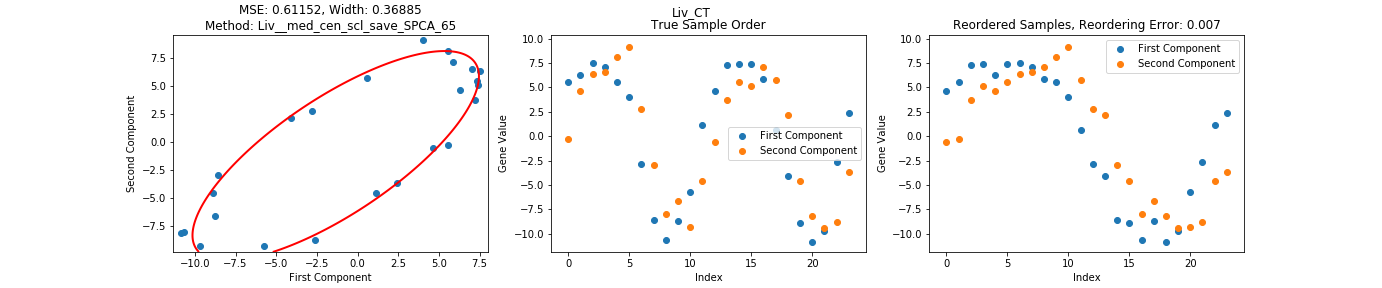 Liv_CT
MSE: 0.61152, Width: 0.36885
Method: Liv__med_cen_scl_save_SPCA_65
7.5
5.0
2.5
0.0
−2.5
−5.0
−7.5
Second Component
−10.0 −7.5 −5.0 −2.5 0.0 2.5 5.0 7.5
First Component
True Sample Order
10.0
7.5
5.0
2.5
0.0
−2.5
−5.0
−7.5
−10.0
Gene Value
First Component
Second Component
0 5 10 15 20
Index
Reordered Samples, Reordering Error: 0.007
10.0
7.5
5.0
2.5
0.0
−2.5
−5.0
−7.5
−10.0
Gene Value
First Component
Second Component
0 5 10 15 20
Index